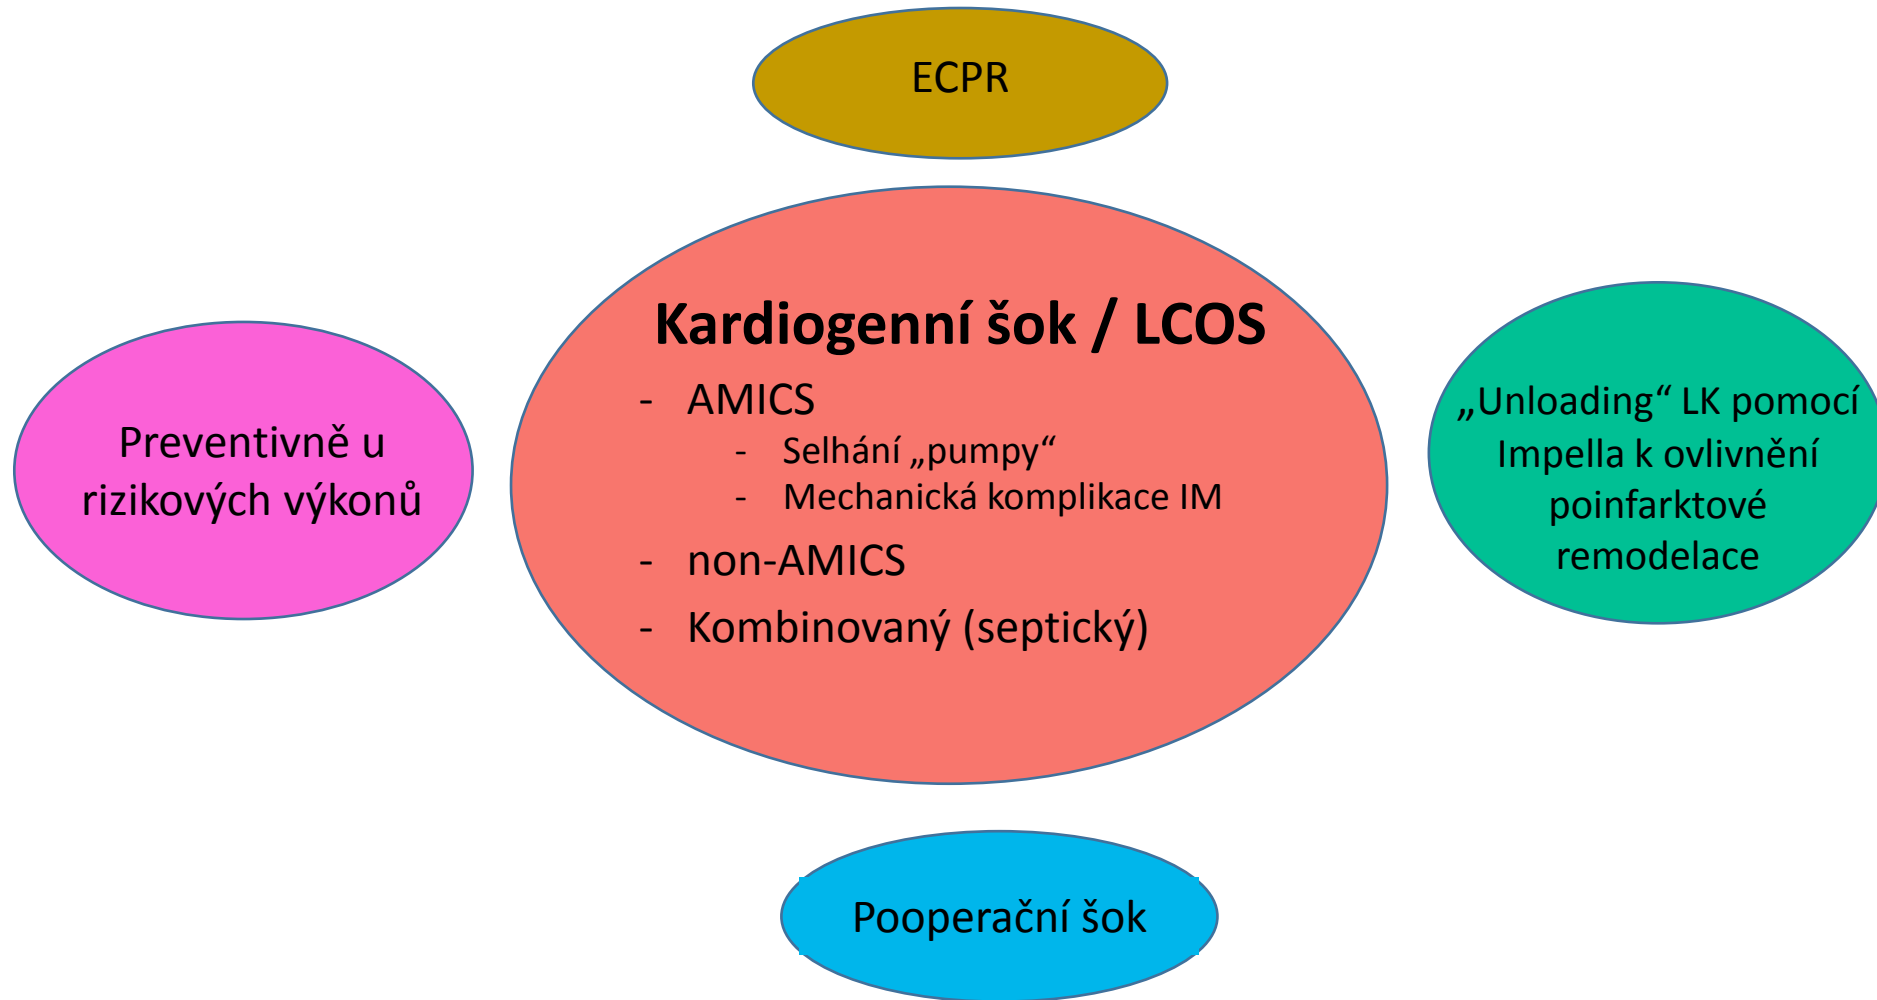 ECPR
Kardiogenní šok / LCOS
- AMICS
- Selhání „pumpy“
- Mechanická komplikace IM
- non-AMICS
- Kombinovaný (septický)
Preventivně u
rizikových výkonů
„Unloading“ LK pomocí
Impella k ovlivnění
poinfarktové
remodelace
Pooperační šok